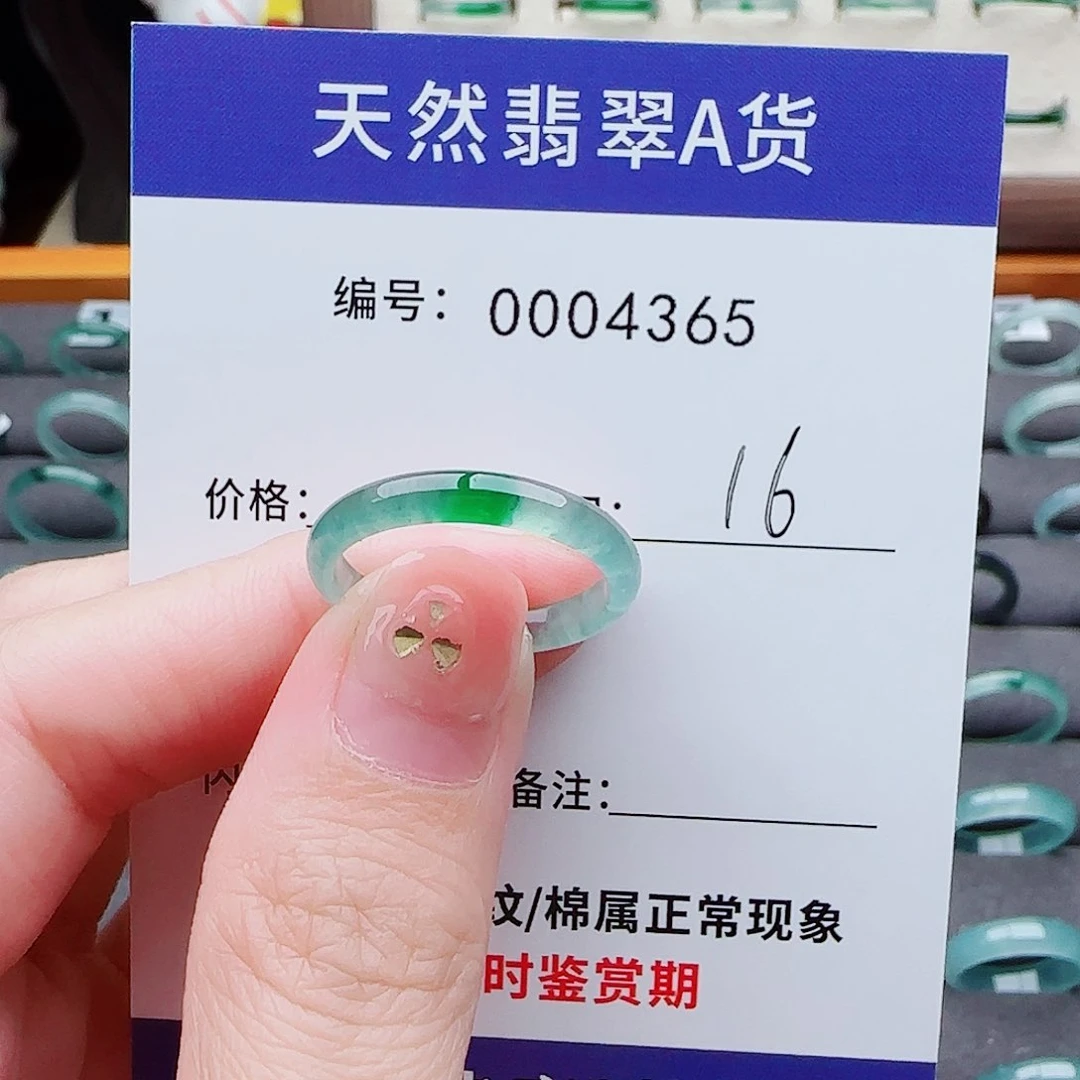 天然翡翠A货
编号：0004365
价格： 16
备注：
纹/棉属正常现象
时鉴赏期